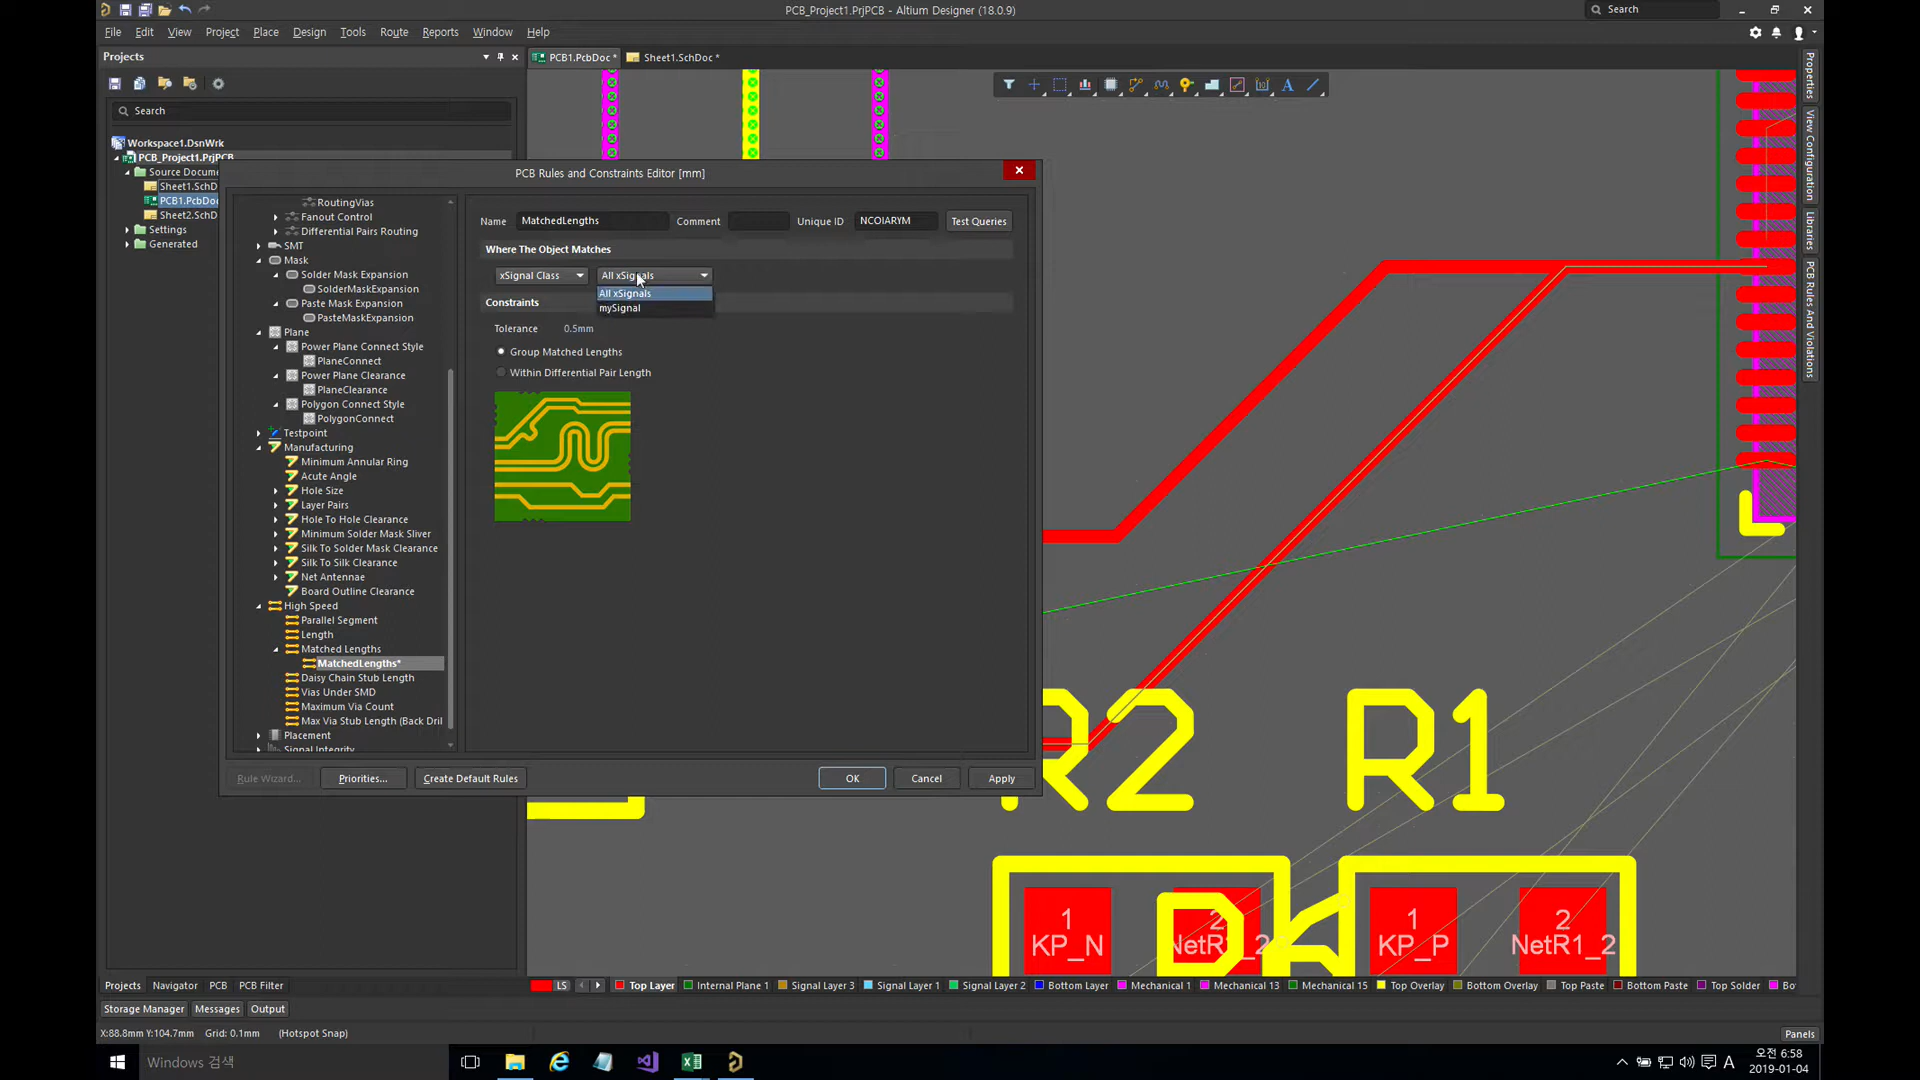 PCB_Project1.PrjPCB - Altium Designer (18.0.9)
Search
File Edit View Project Place Design Tools Route Reports Window Help
Projects
PCB1.PcbDoc *
Sheet1.SchDoc *
Search
Workspace1.DsnWrk
PCB_Project1.PrjPCB
Source Docume
Sheet1.SchD
PCB1.PcbDoc
Sheet2.SchD
Settings
Generated
PCB Rules and Constraints Editor [mm]
RoutingVias
Fanout Control
Differential Pairs Routing
SMT
Mask
Solder Mask Expansion
SolderMaskExpansion
Paste Mask Expansion
PasteMaskExpansion
Plane
Power Plane Connect Style
PlaneConnect
Power Plane Clearance
PlaneClearance
Polygon Connect Style
PolygonConnect
Testpoint
Manufacturing
Minimum Annular Ring
Acute Angle
Hole Size
Layer Pairs
Hole To Hole Clearance
Minimum Solder Mask Sliver
Silk To Solder Mask Clearance
Silk To Silk Clearance
Net Antennae
Board Outline Clearance
High Speed
Parallel Segment
Length
Matched Lengths
MatchedLengths*
Daisy Chain Stub Length
Vias Under SMD
Maximum Via Count
Max Via Stub Length (Back Dril
Placement
Signal Integrity
Name MatchedLengths Comment Unique ID NCOIARYM Test Queries
Where The Object Matches
xSignal Class All xSignals
All xSignals
mySignal
Constraints
Tolerance 0.5mm
Group Matched Lengths
Within Differential Pair Length
Rule Wizard... Priorities... Create Default Rules OK Cancel Apply
Properties
View Configuration
Libraries
PCB Rules And Violations
R2 R1
1
KP_N
2
NetR1_2
1
KP_P
2
NetR1_2
Projects Navigator PCB PCB Filter
LS Top Layer Internal Plane 1 Signal Layer 3 Signal Layer 1 Signal Layer 2 Bottom Layer Mechanical 1 Mechanical 13 Mechanical 15 Top Overlay Bottom Overlay Top Paste Bottom Paste Top Solder Bo
Storage Manager Messages Output
X:88.8mm Y:104.7mm Grid: 0.1mm (Hotspot Snap)
Panels
Windows 검색
A
오전 6:58
2019-01-04